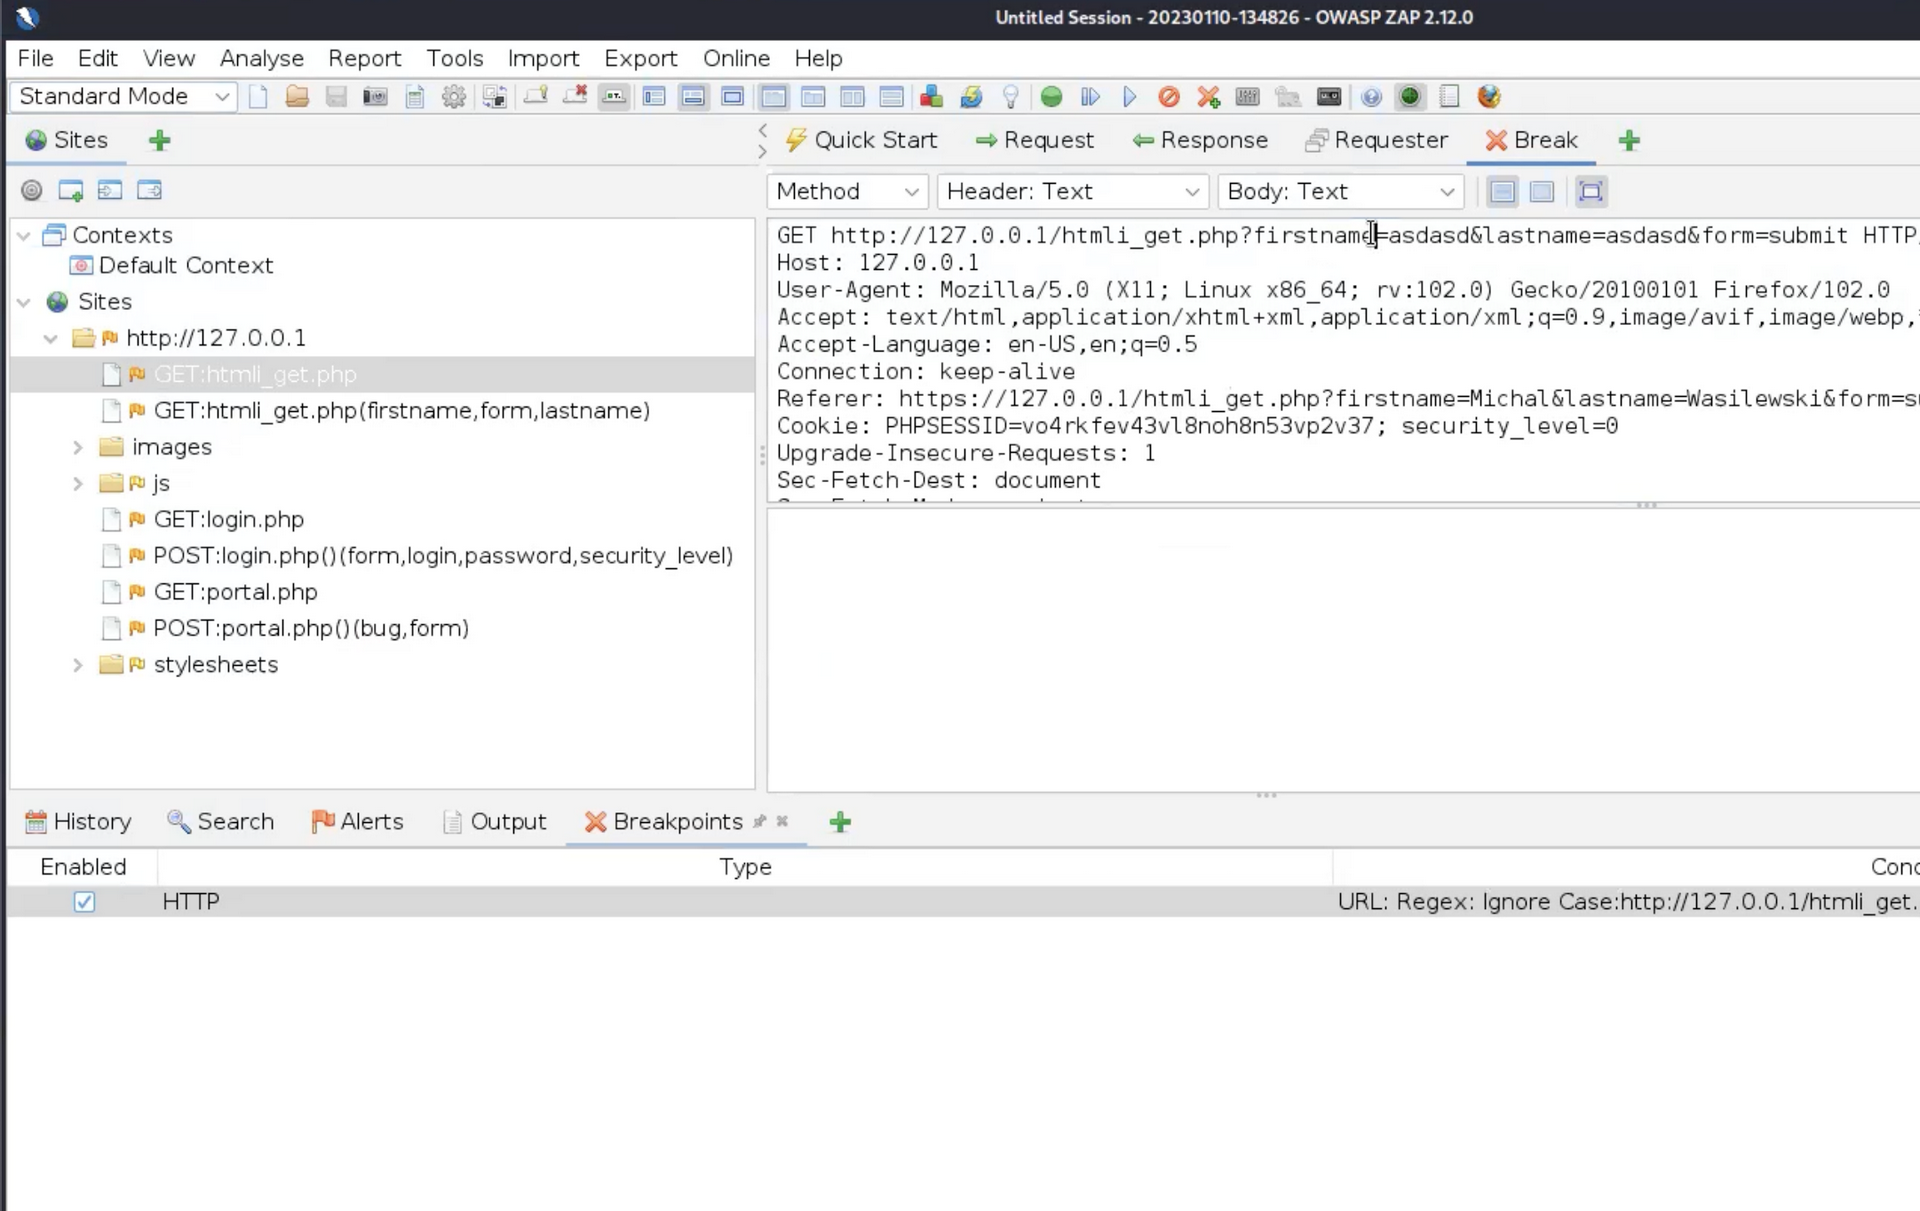 Untitled Session - 20230110-134826 - OWASP ZAP 2.12.0
File Edit View Analyse Report Tools Import Export Online Help
Standard Mode
Sites
Quick Start Request Response Requester Break
Method Header: Text Body: Text
Contexts
Default Context
Sites
http://127.0.0.1
GET:htmli_get.php
GET:htmli_get.php(firstname,form,lastname)
images
js
GET:login.php
POST:login.php()(form,login,password,security_level)
GET:portal.php
POST:portal.php()(bug,form)
stylesheets
GET http://127.0.0.1/htmli_get.php?firstname=asdasd&lastname=asdasd&form=submit HTTP
Host: 127.0.0.1
User-Agent: Mozilla/5.0 (X11; Linux x86_64; rv:102.0) Gecko/20100101 Firefox/102.0
Accept: text/html,application/xhtml+xml,application/xml;q=0.9,image/avif,image/webp,
Accept-Language: en-US,en;q=0.5
Connection: keep-alive
Referer: https://127.0.0.1/htmli_get.php?firstname=Michal&lastname=Wasilewski&form=s
Cookie: PHPSESSID=vo4rkfev43vl8noh8n53vp2v37; security_level=0
Upgrade-Insecure-Requests: 1
Sec-Fetch-Dest: document
History Search Alerts Output Breakpoints
Enabled Type Conc
HTTP URL: Regex: Ignore Case:http://127.0.0.1/htmli_get.